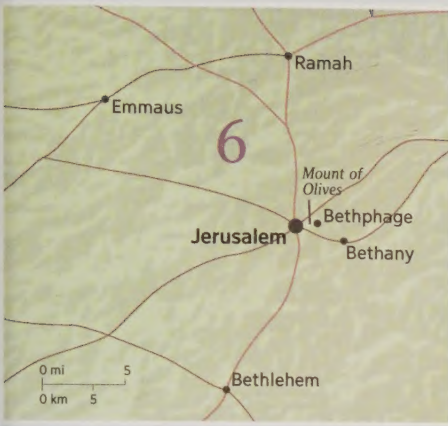 Ramah
Emmaus
6
Mount of
Olives
Bethphage
Jerusalem
Bethany
0 mi 5
0 km 5
Bethlehem